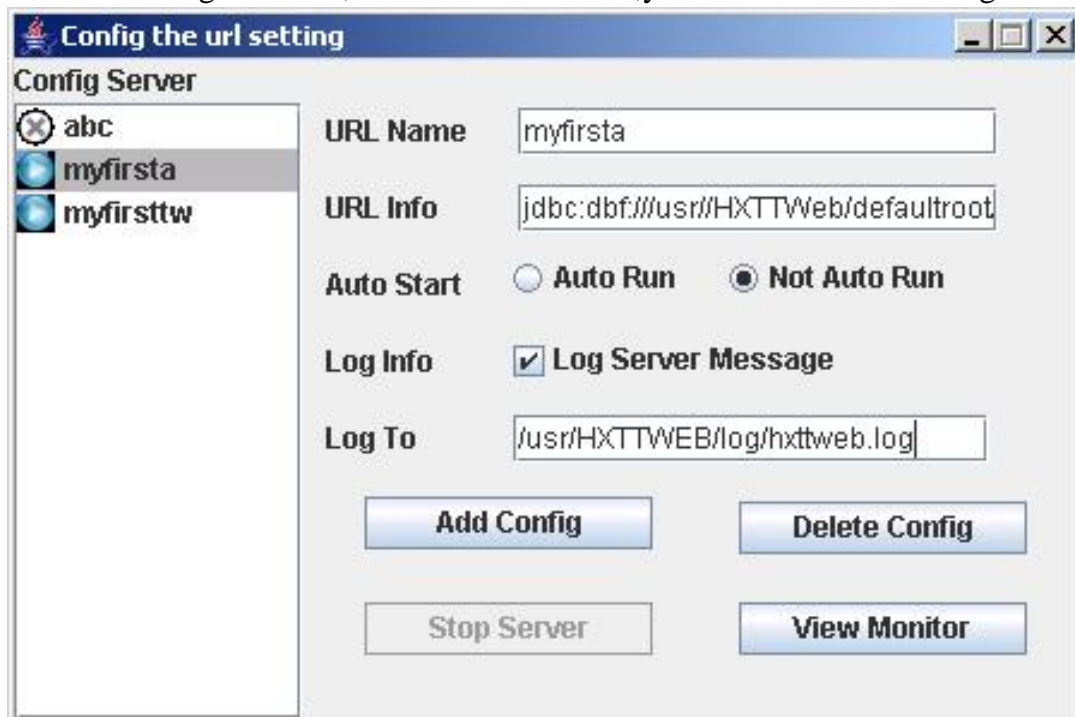 Config the url setting
Config Server
abc
myfirsta
myfirsttw
URL Name myfirsta
URL Info jdbc:dbf:///usr//HXTTWeb/defaultroot
Auto Start Auto Run Not Auto Run
Log Info Log Server Message
Log To /usr/HXTTWEB/log/hxttweb.log
Add Config Delete Config
Stop Server View Monitor